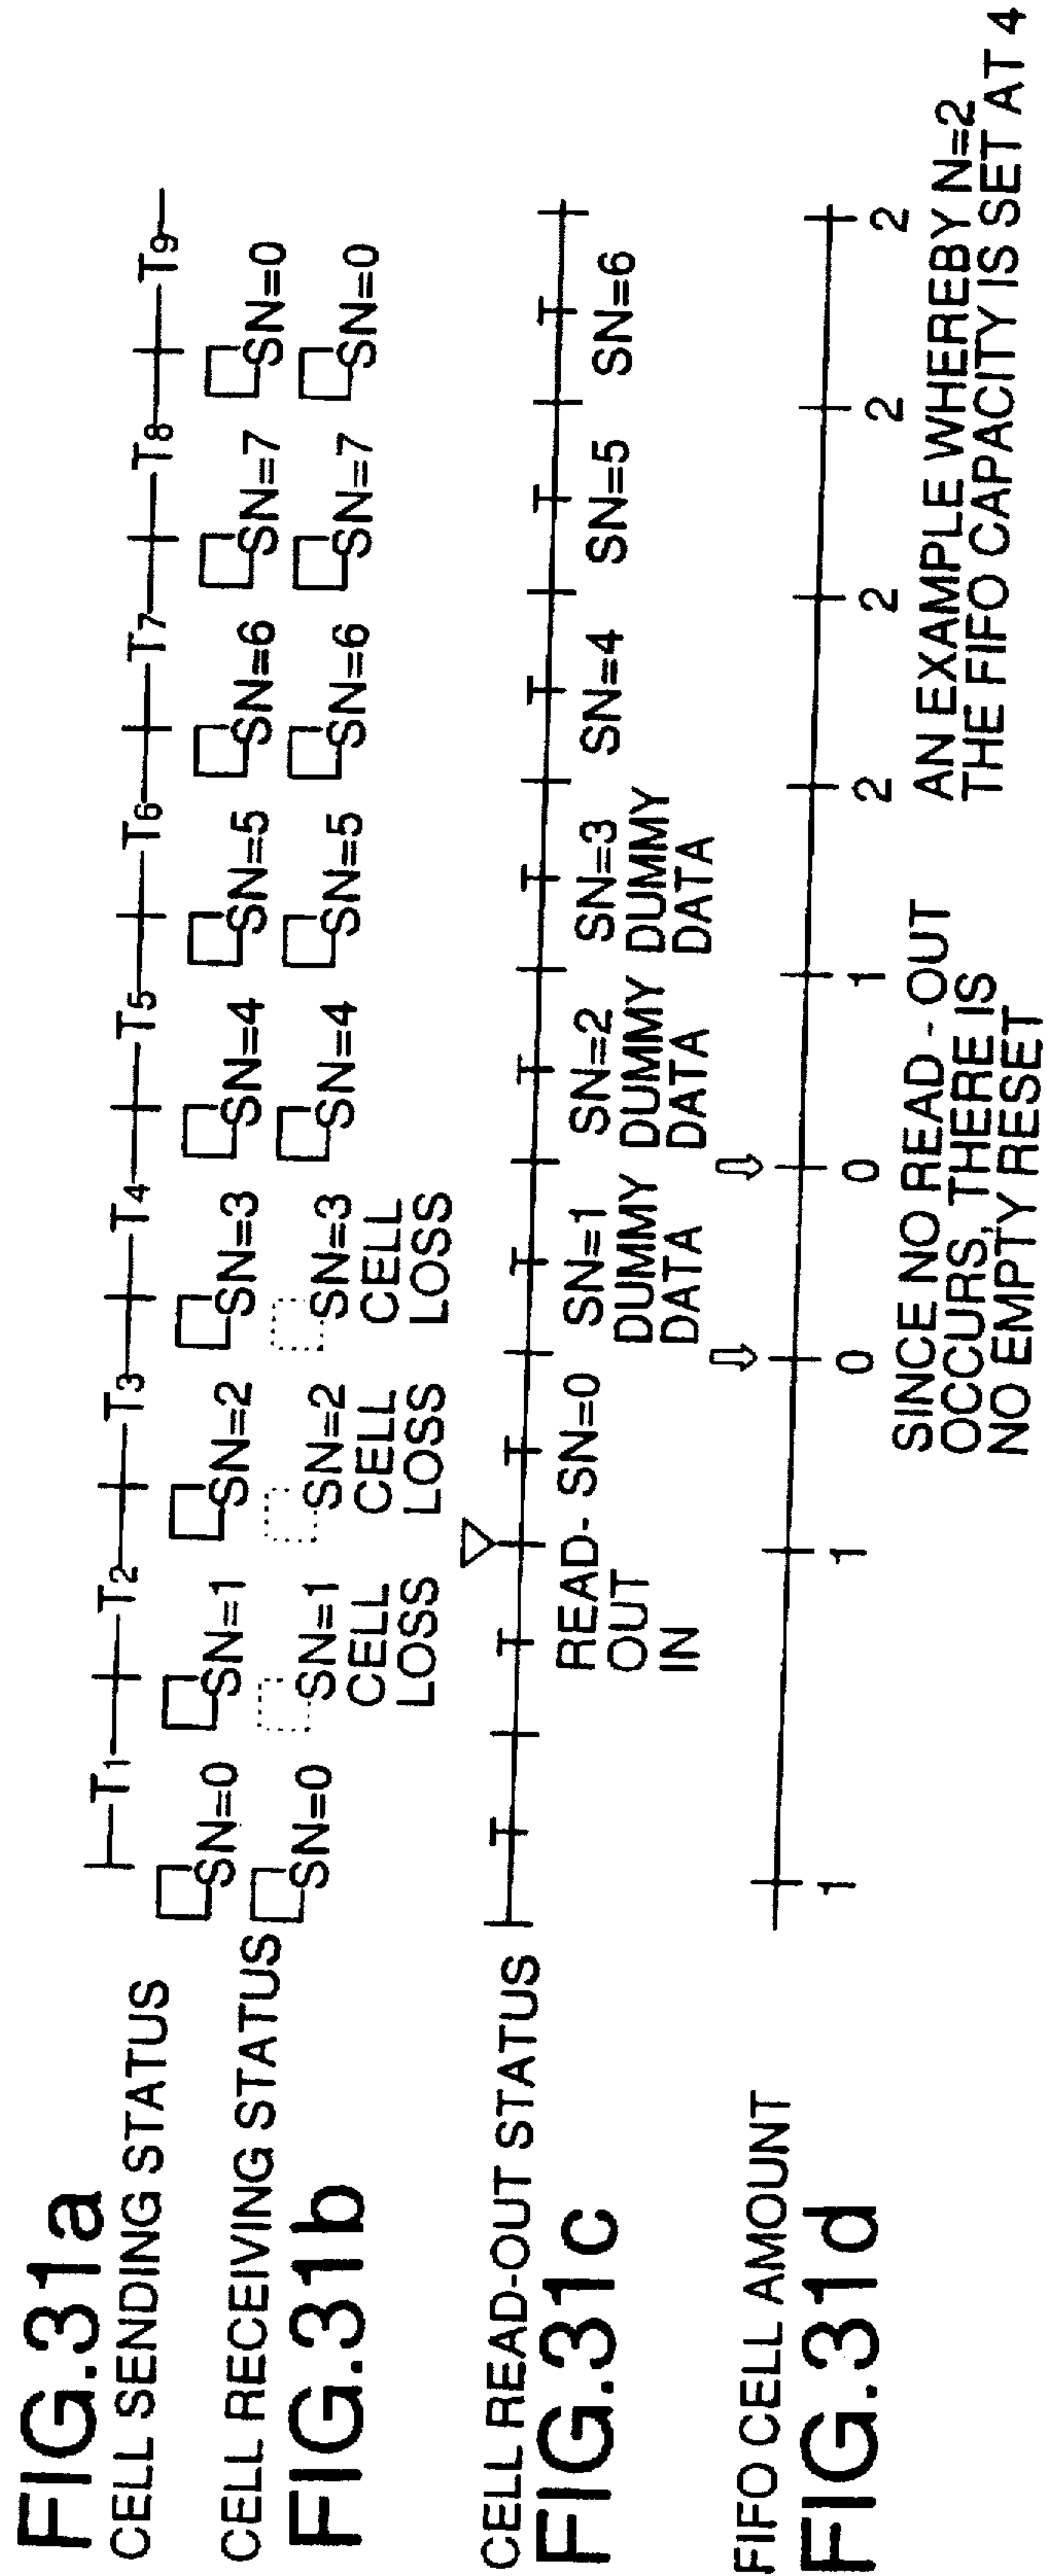 FIG.31a
CELL SENDING STATUS
T1 T2 T3 T4 T5 T6 T7 T8 T9
SN=0 SN=1 SN=2 SN=3 SN=4 SN=5 SN=6 SN=7 SN=0
CELL RECEIVING STATUS
FIG.31b
SN=0 SN=1 SN=2 SN=3 SN=4 SN=5 SN=6 SN=7 SN=0
CELL CELL CELL
LOSS LOSS LOSS
CELL READ-OUT STATUS
FIG.31c
T T T T T T T T T
READ- SN=0 SN=1 SN=2 SN=3 SN=4 SN=5 SN=6
OUT DUMMY DUMMY DUMMY
IN DATA DATA DATA
FIFO CELL AMOUNT
FIG.31d
1 1 0 0 1 2 2 2 2
SINCE NO READ - OUT
OCCURS, THERE IS
NO EMPTY RESET
AN EXAMPLE WHEREBY N=2
THE FIFO CAPACITY IS SET AT 4